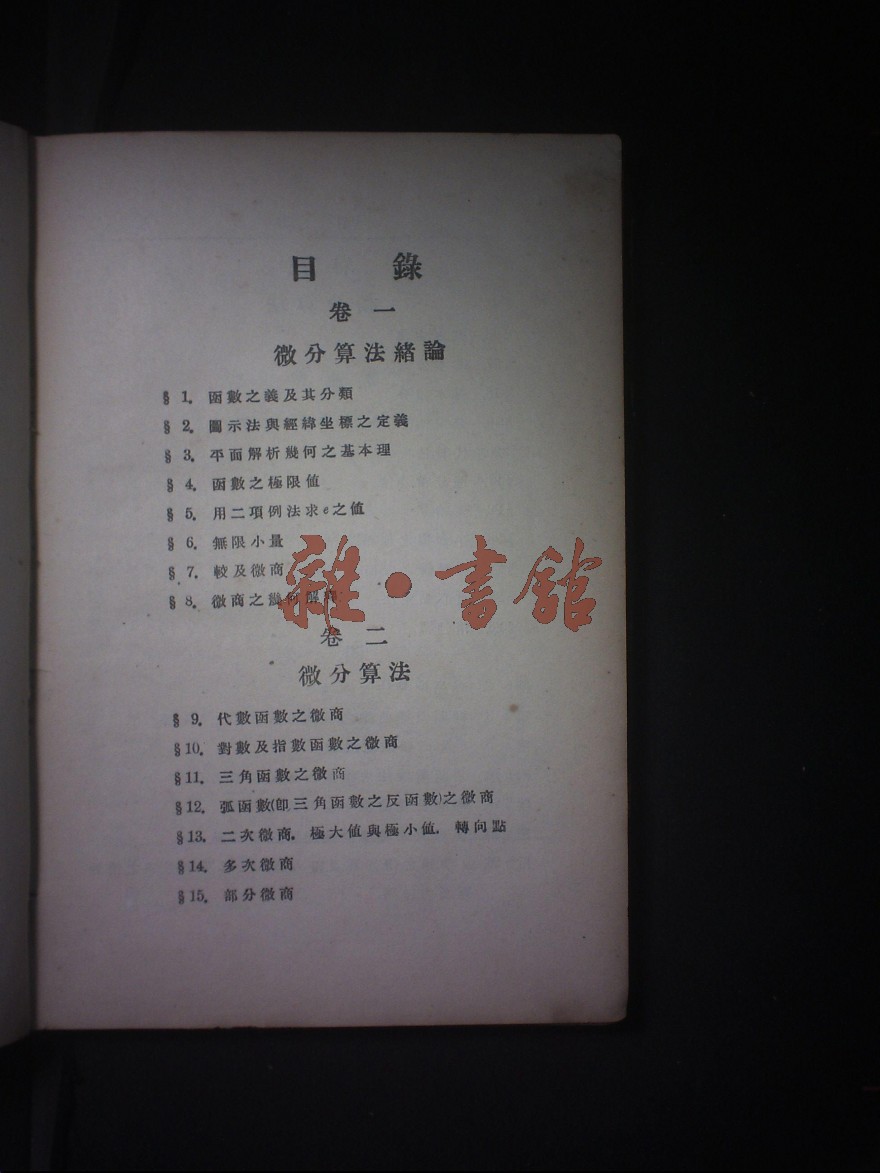 目 錄
卷 一
微分算法緒論
§ 1. 函數之義及其分類
§ 2. 圖示法與經緯坐標之定義
§ 3. 平面解析幾何之基本理
§ 4. 函數之極限值
§ 5. 用二項例法求e之值
§ 6. 無限小量
§ 7. 較及微商
§ 8. 微商之幾何
雜·書館
卷 二
微分算法
§ 9. 代數函數之微商
§10. 對數及指數函數之微商
§11. 三角函數之微商
§12. 弧函數(卽三角函數之反函數)之微商
§13. 二次微商. 極大値與極小値. 轉向點
§14. 多次微商
§15. 部分微商